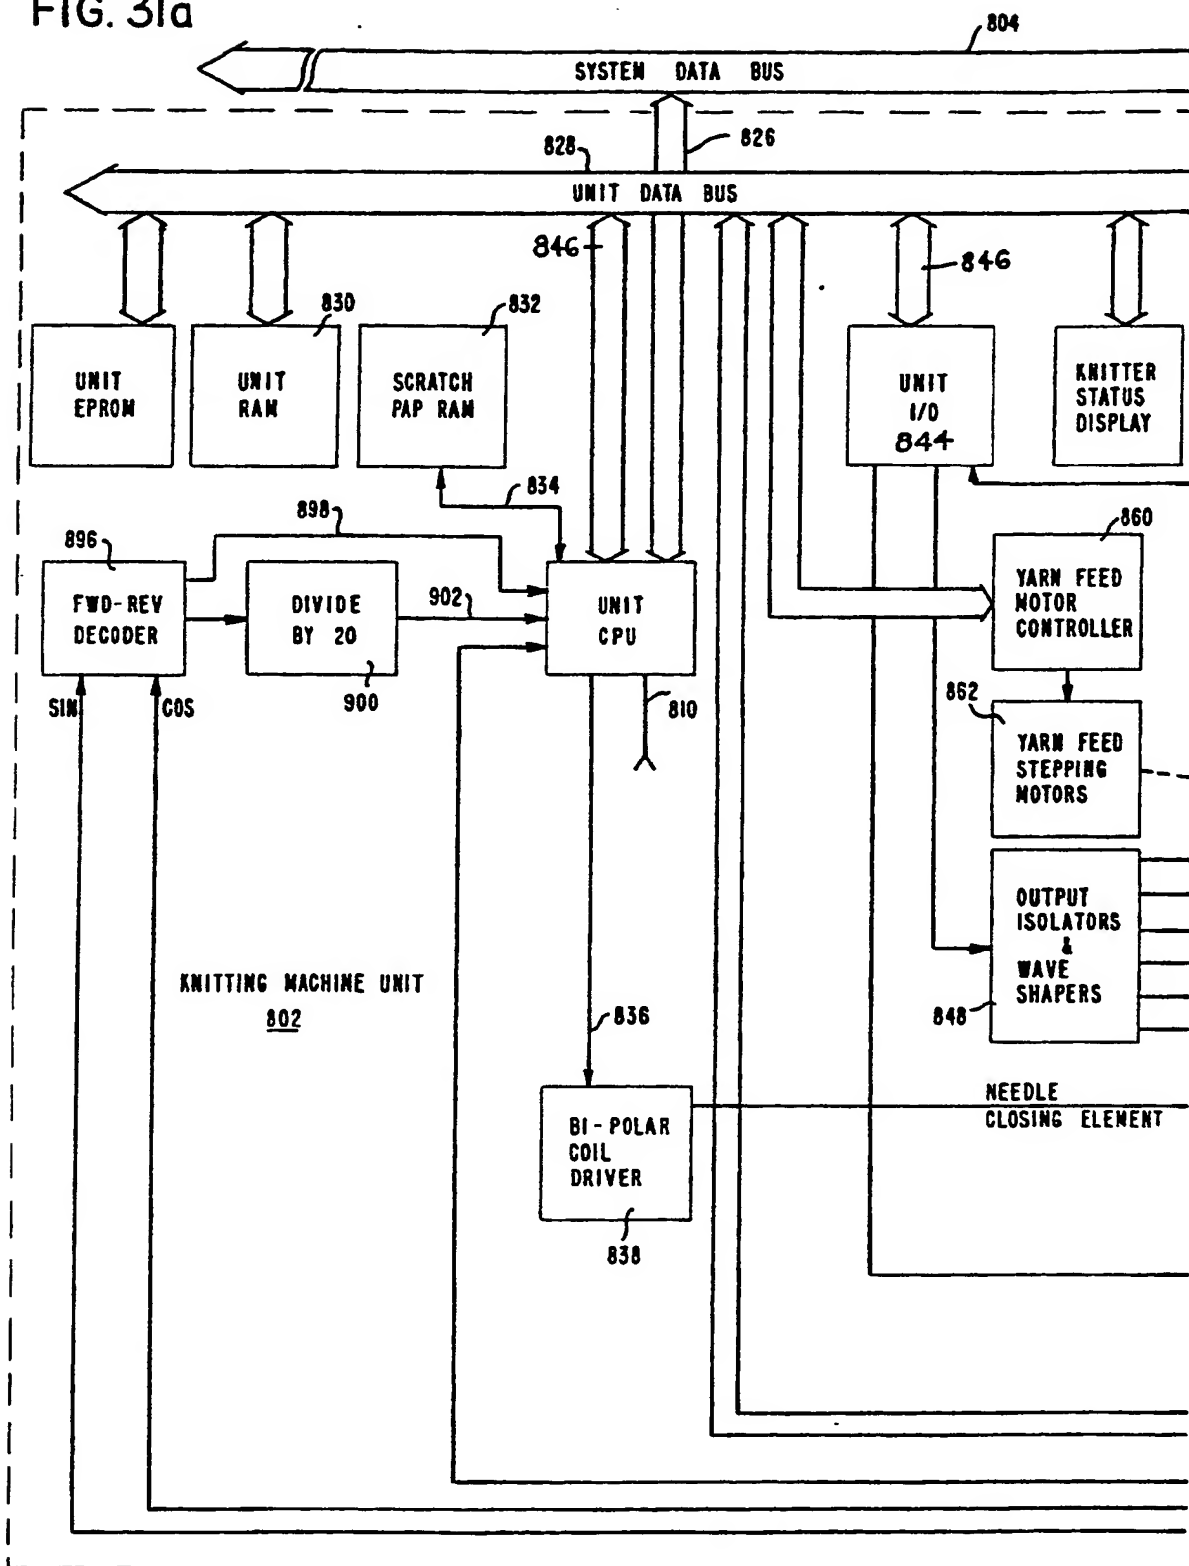 FIG. 31a
804
SYSTEM DATA BUS
826
828
UNIT DATA BUS
846
846
830
832
UNIT
EPROM
UNIT
RAM
SCRATCH
PAP RAM
UNIT
I/O
844
KNITTER
STATUS
DISPLAY
834
898
896
860
FWD-REV
DECODER
DIVIDE
BY 20
902
UNIT
CPU
YARN FEED
MOTOR
CONTROLLER
SIN
COS
900
810
862
YARN FEED
STEPPING
MOTORS
OUTPUT
ISOLATORS
&
WAVE
SHAPERS
848
KNITTING MACHINE UNIT
802
836
NEEDLE
CLOSING ELEMENT
BI-POLAR
COIL
DRIVER
838